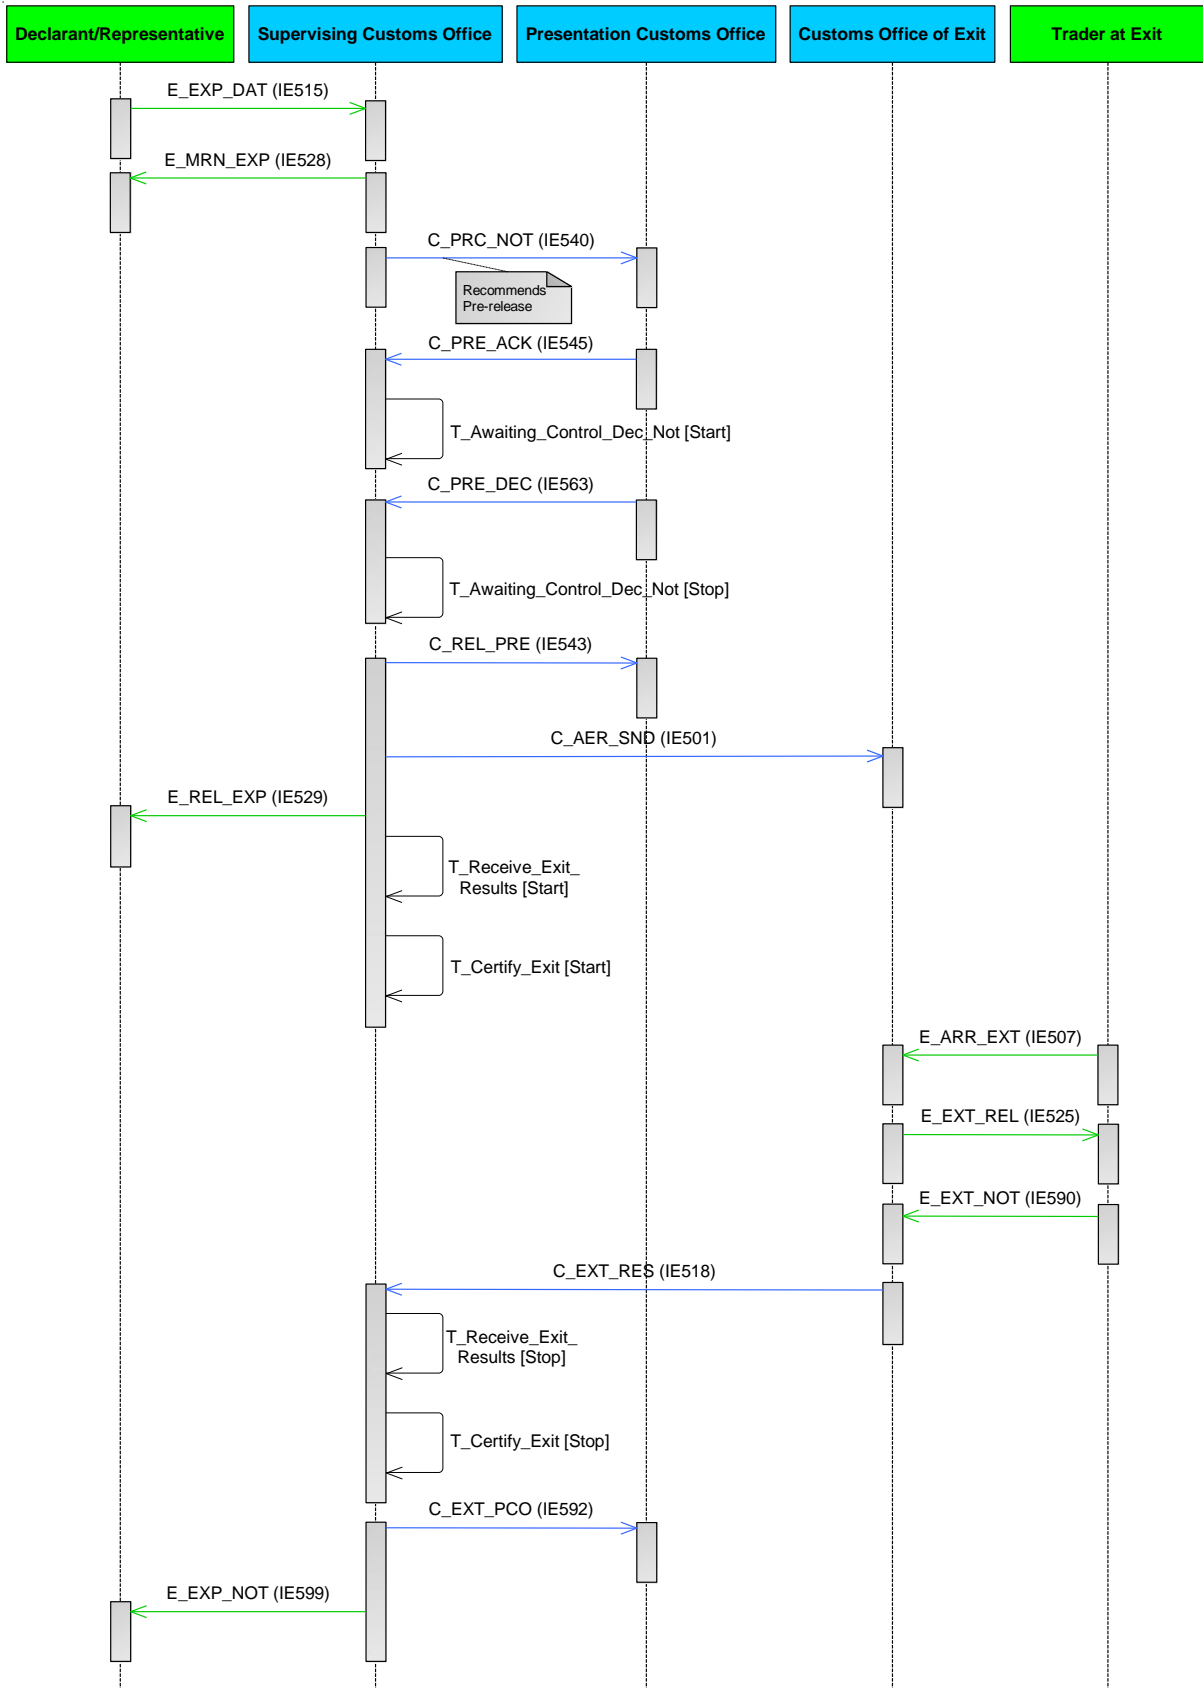 Declarant/Representative
Supervising Customs Office
Presentation Customs Office
Customs Office of Exit
Trader at Exit
E_EXP_DAT (IE515)
E_MRN_EXP (IE528)
C_PRC_NOT (IE540)
Recommends
Pre-release
C_PRE_ACK (IE545)
T_Awaiting_Control_Dec_Not [Start]
C_PRE_DEC (IE563)
T_Awaiting_Control_Dec_Not [Stop]
C_REL_PRE (IE543)
C_AER_SND (IE501)
E_REL_EXP (IE529)
T_Receive_Exit_
Results [Start]
T_Certify_Exit [Start]
E_ARR_EXT (IE507)
E_EXT_REL (IE525)
E_EXT_NOT (IE590)
C_EXT_RES (IE518)
T_Receive_Exit_
Results [Stop]
T_Certify_Exit [Stop]
C_EXT_PCO (IE592)
E_EXP_NOT (IE599)